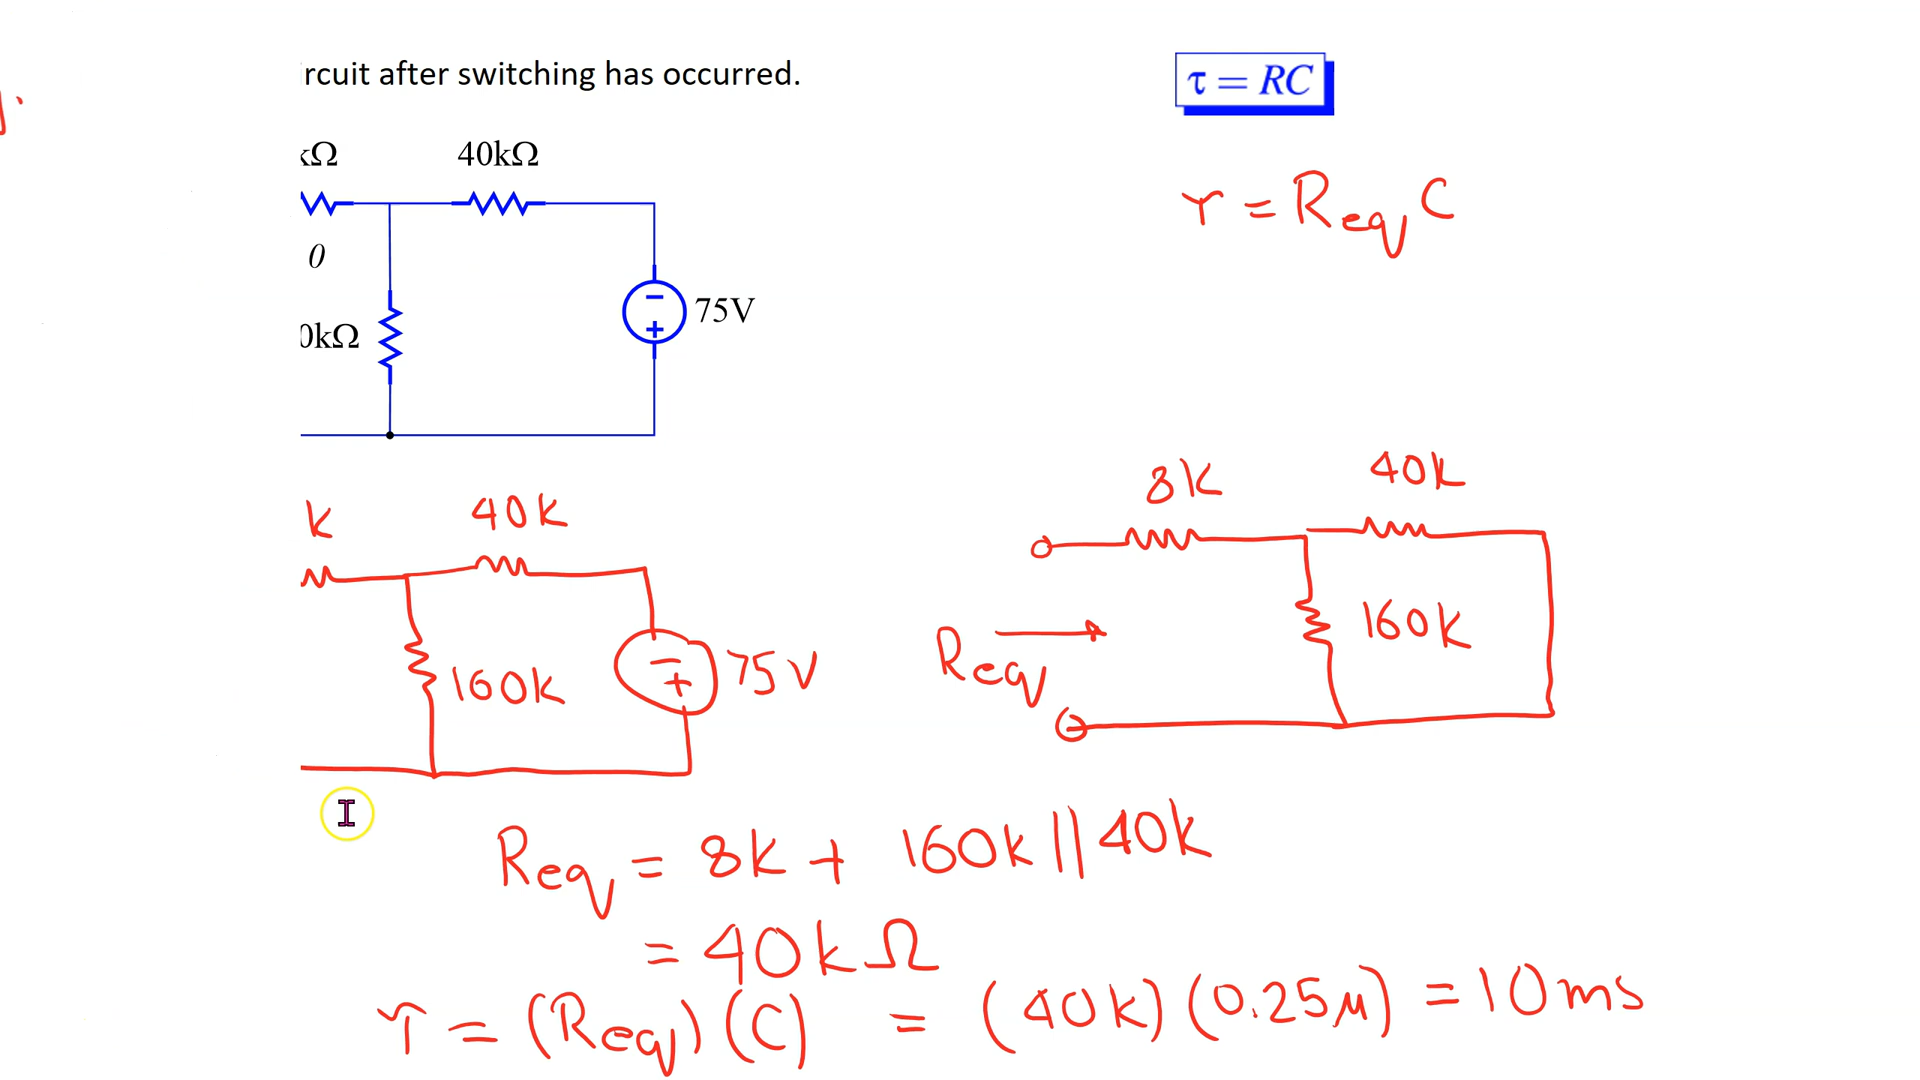 rcuit after switching has occurred.
τ = RC
kΩ
40kΩ
τ = Req C
0
0kΩ
75V
−
+
8K
40k
k
40k
160k
Req
160k
−
+
75V
Req = 8k + 160k || 40k
= 40kΩ
τ = (Req)(C) = (40k)(0.25μ) = 10ms